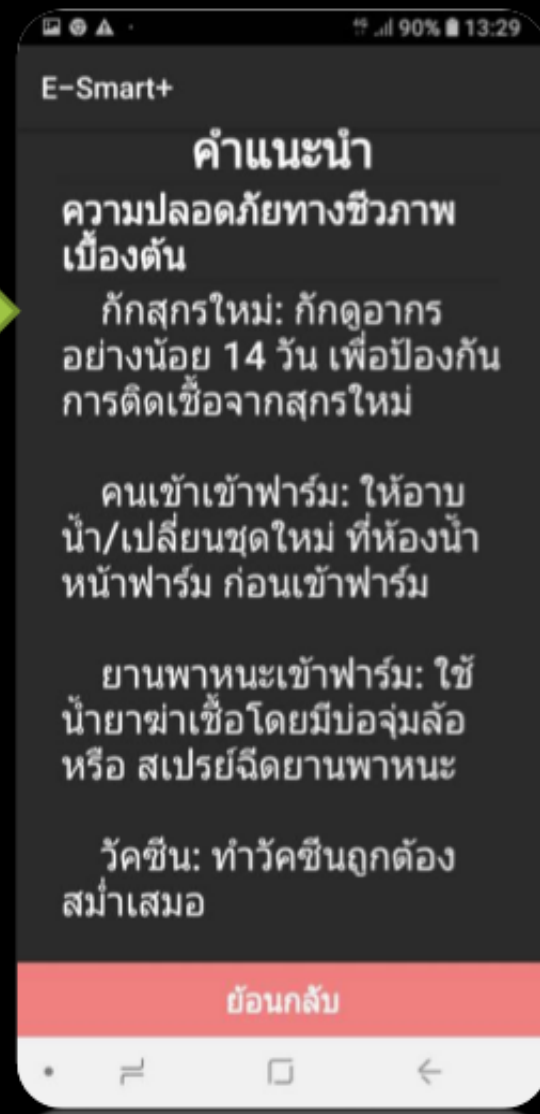 4G 90% 13:29
E-Smart+
คำแนะนำ
ความปลอดภัยทางชีวภาพ
เบื้องต้น
กักสุกรใหม่: กักดูอาการ
อย่างน้อย 14 วัน เพื่อป้องกัน
การติดเชื้อจากสุกรใหม่
คนเข้าเข้าฟาร์ม: ให้อาบ
น้ำ/เปลี่ยนชุดใหม่ ที่ห้องน้ำ
หน้าฟาร์ม ก่อนเข้าฟาร์ม
ยานพาหนะเข้าฟาร์ม: ใช้
น้ำยาฆ่าเชื้อโดยมีบ่อจุ่มล้อ
หรือ สเปรย์ฉีดยานพาหนะ
วัคซีน: ทำวัคซีนถูกต้อง
สม่ำเสมอ
ย้อนกลับ